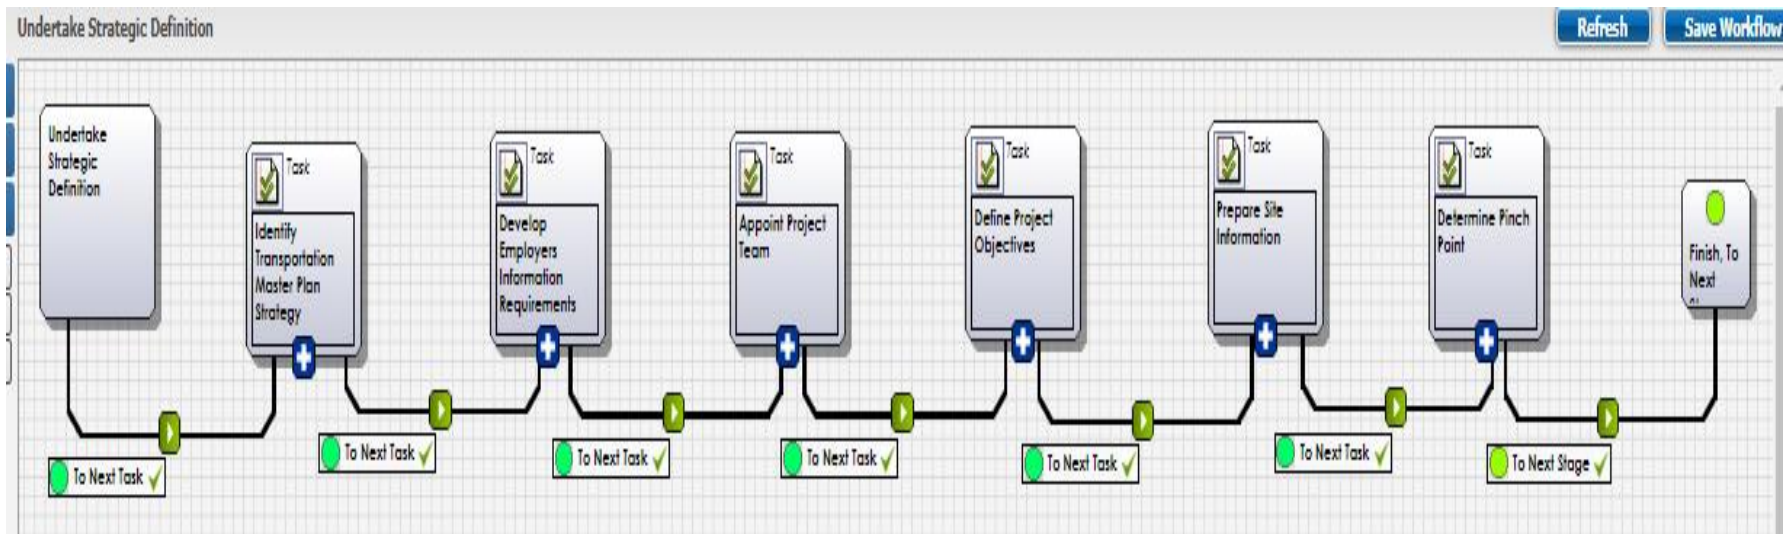 Undertake Strategic Definition
Refresh
Save Workflow
Undertake
Strategic
Definition
Task
Identify
Transportation
Master Plan
Strategy
Task
Develop
Employers
Information
Requirements
Task
Appoint Project
Team
Task
Define Project
Objectives
Task
Prepare Site
Information
Task
Determine Pinch
Point
Finish, To
Next
To Next Task
To Next Task
To Next Task
To Next Task
To Next Task
To Next Task
To Next Stage